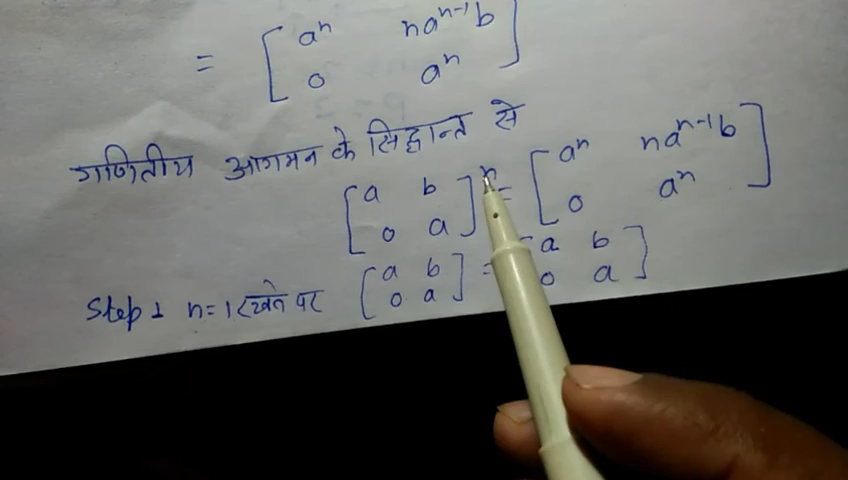 = [ aⁿ naⁿ⁻¹b
0 aⁿ ]
गणितीय आगमन के सिद्धान्त से
[ a b
0 a ]ⁿ = [ aⁿ naⁿ⁻¹b
0 aⁿ ]
Step 1 n=1 रखने पर [ a b
0 a ] = [ a b
0 a ]